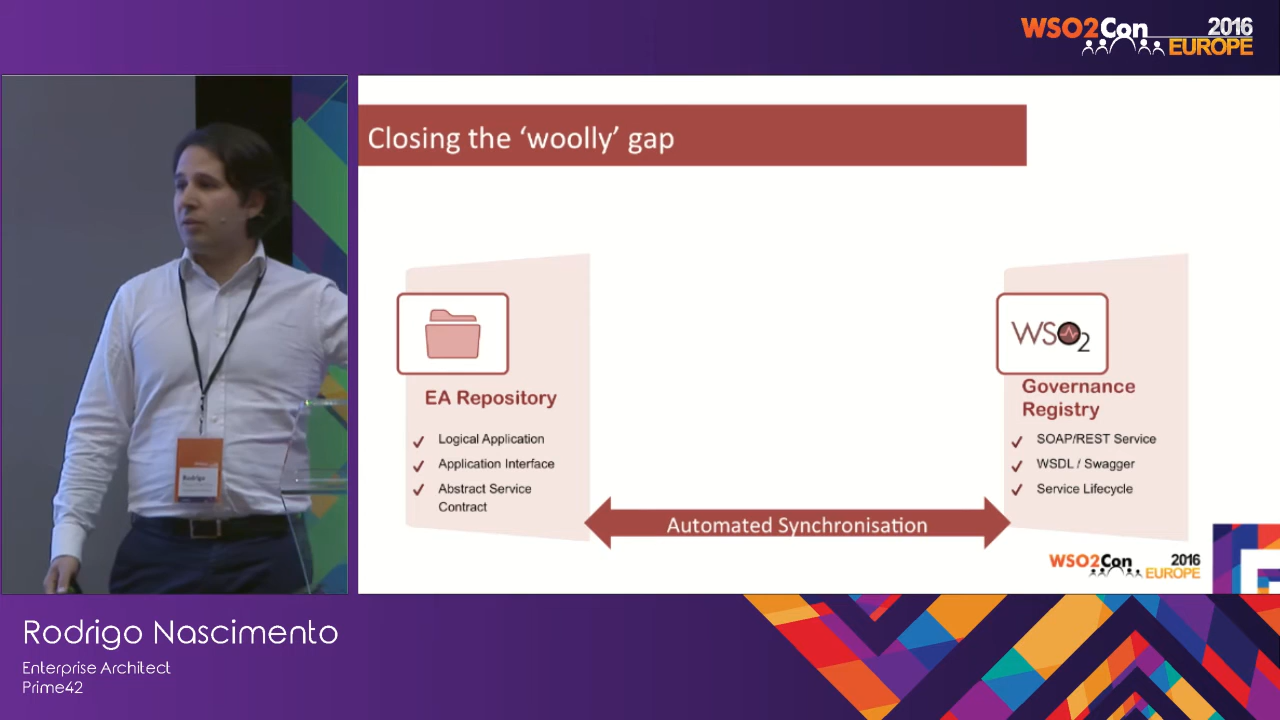 WSO2Con 2016
EUROPE
Closing the ‘woolly’ gap
EA Repository
Logical Application
Application Interface
Abstract Service
Contract
WSO2
Governance
Registry
SOAP/REST Service
WSDL / Swagger
Service Lifecycle
Automated Synchronisation
WSO2Con 2016
EUROPE
Rodrigo
Rodrigo Nascimento
Enterprise Architect
Prime42